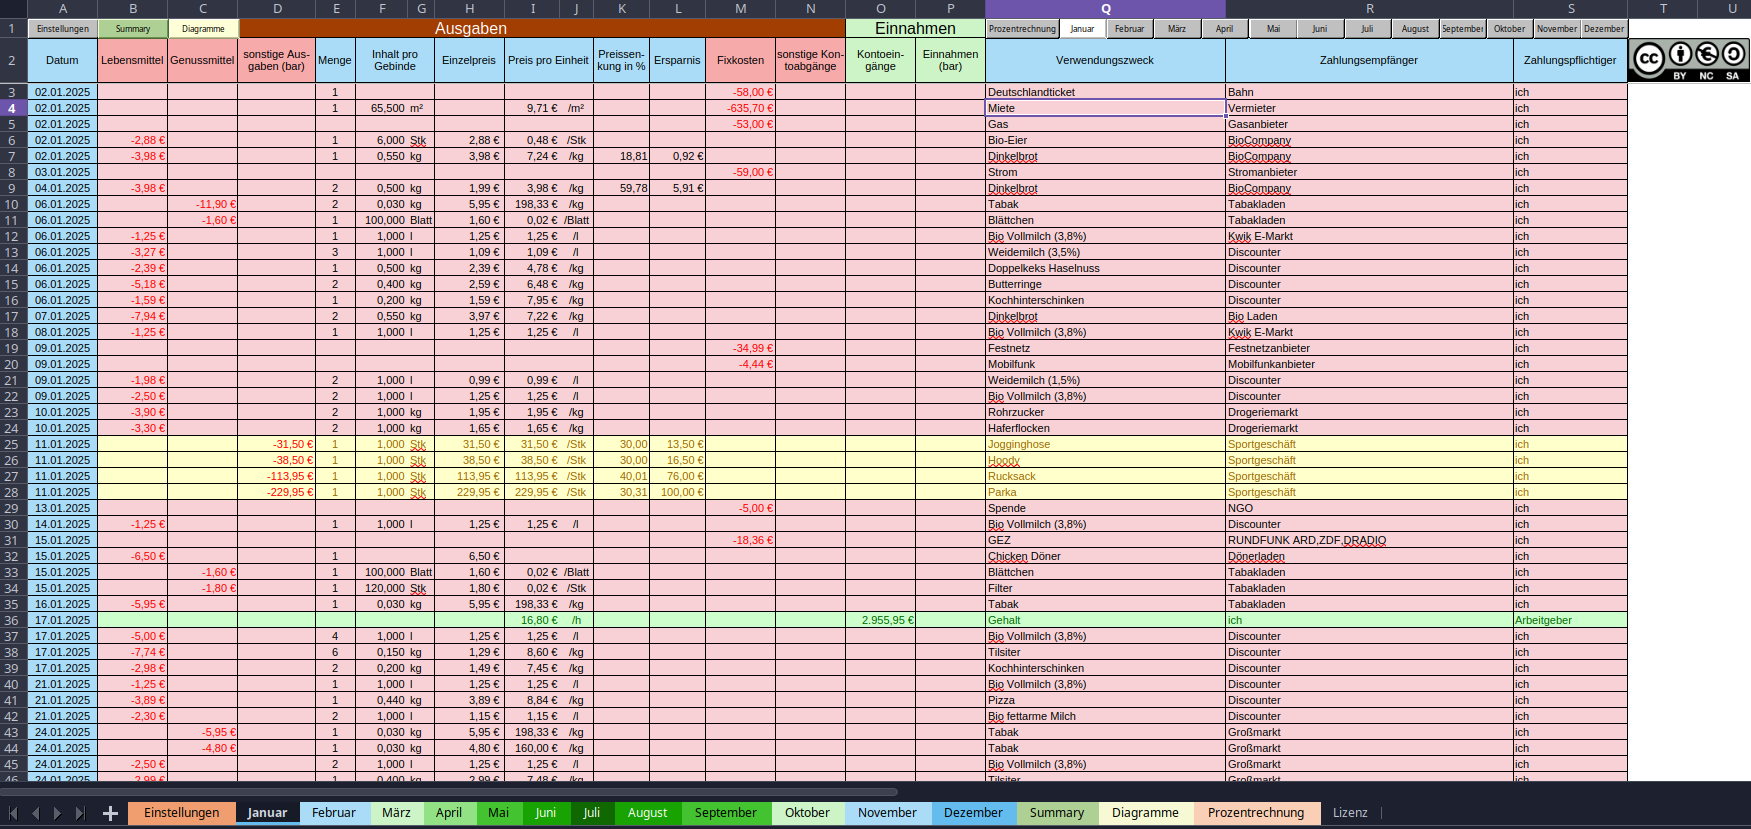 A B C D E F G H I J K L M N O P Q R S T U
1 Einstellungen Summary Diagramme Ausgaben Einnahmen Prozentrechnung Januar Februar März April Mai Juni Juli August September Oktober November Dezember
2 Datum Lebensmittel Genussmittel sonstige Ausgaben (bar) Menge Inhalt pro Gebinde Einzelpreis Preis pro Einheit Preissenkung in % Ersparnis Fixkosten sonstige Kontoabgänge Kontoeingänge Einnahmen (bar) Verwendungszweck Zahlungsempfänger Zahlungspflichtiger cc BY NC SA
3 02.01.2025 1 -58,00 € Deutschlandticket Bahn ich
4 02.01.2025 1 65,500 m² 9,71 € /m² -635,70 € Miete Vermieter ich
5 02.01.2025 -53,00 € Gas Gasanbieter ich
6 02.01.2025 -2,88 € 1 6,000 Stk 2,88 € 0,48 € /Stk Bio-Eier BioCompany ich
7 02.01.2025 -3,98 € 1 0,550 kg 3,98 € 7,24 € /kg 18,81 0,92 € Dinkelbrot BioCompany ich
8 03.01.2025 -59,00 € Strom Stromanbieter ich
9 04.01.2025 -3,98 € 2 0,500 kg 1,99 € 3,98 € /kg 59,78 5,91 € Dinkelbrot BioCompany ich
10 06.01.2025 -11,90 € 2 0,030 kg 5,95 € 198,33 € /kg Tabak Tabakladen ich
11 06.01.2025 -1,60 € 1 100,000 Blatt 1,60 € 0,02 € /Blatt Blättchen Tabakladen ich
12 06.01.2025 -1,25 € 1 1,000 l 1,25 € 1,25 € /l Bio Vollmilch (3,8%) Kwik E-Markt ich
13 06.01.2025 -3,27 € 3 1,000 l 1,09 € 1,09 € /l Weidemilch (3,5%) Discounter ich
14 06.01.2025 -2,39 € 1 0,500 kg 2,39 € 4,78 € /kg Doppelkeks Haselnuss Discounter ich
15 06.01.2025 -5,18 € 2 0,400 kg 2,59 € 6,48 € /kg Butterringe Discounter ich
16 06.01.2025 -1,59 € 1 0,200 kg 1,59 € 7,95 € /kg Kochhinterschinken Discounter ich
17 07.01.2025 -7,94 € 2 0,550 kg 3,97 € 7,22 € /kg Dinkelbrot Bio Laden ich
18 08.01.2025 -1,25 € 1 1,000 l 1,25 € 1,25 € /l Bio Vollmilch (3,8%) Kwik E-Markt ich
19 09.01.2025 -34,99 € Festnetz Festnetzanbieter ich
20 09.01.2025 -4,44 € Mobilfunk Mobilfunkanbieter ich
21 09.01.2025 -1,98 € 2 1,000 l 0,99 € 0,99 € /l Weidemilch (1,5%) Discounter ich
22 09.01.2025 -2,50 € 2 1,000 l 1,25 € 1,25 € /l Bio Vollmilch (3,8%) Discounter ich
23 10.01.2025 -3,90 € 2 1,000 kg 1,95 € 1,95 € /kg Rohrzucker Drogeriemarkt ich
24 10.01.2025 -3,30 € 2 1,000 kg 1,65 € 1,65 € /kg Haferflocken Drogeriemarkt ich
25 11.01.2025 -31,50 € 1 1,000 Stk 31,50 € 31,50 € /Stk 30,00 13,50 € Jogginghose Sportgeschäft ich
26 11.01.2025 -38,50 € 1 1,000 Stk 38,50 € 38,50 € /Stk 30,00 16,50 € Hoody Sportgeschäft ich
27 11.01.2025 -113,95 € 1 1,000 Stk 113,95 € 113,95 € /Stk 40,01 76,00 € Rucksack Sportgeschäft ich
28 11.01.2025 -229,95 € 1 1,000 Stk 229,95 € 229,95 € /Stk 30,31 100,00 € Parka Sportgeschäft ich
29 13.01.2025 -5,00 € Spende NGO ich
30 14.01.2025 -1,25 € 1 1,000 l 1,25 € 1,25 € /l Bio Vollmilch (3,8%) Discounter ich
31 15.01.2025 -18,36 € GEZ RUNDFUNK ARD,ZDF,DRADIO ich
32 15.01.2025 -6,50 € 1 6,50 € Chicken Döner Dönerladen ich
33 15.01.2025 -1,60 € 1 100,000 Blatt 1,60 € 0,02 € /Blatt Blättchen Tabakladen ich
34 15.01.2025 -1,80 € 1 120,000 Stk 1,80 € 0,02 € /Stk Filter Tabakladen ich
35 16.01.2025 -5,95 € 1 0,030 kg 5,95 € 198,33 € /kg Tabak Tabakladen ich
36 17.01.2025 16,80 € /h 2.955,95 € Gehalt ich Arbeitgeber
37 17.01.2025 -5,00 € 4 1,000 l 1,25 € 1,25 € /l Bio Vollmilch (3,8%) Discounter ich
38 17.01.2025 -7,74 € 6 0,150 kg 1,29 € 8,60 € /kg Tilsiter Discounter ich
39 17.01.2025 -2,98 € 2 0,200 kg 1,49 € 7,45 € /kg Kochhinterschinken Discounter ich
40 21.01.2025 -1,25 € 1 1,000 l 1,25 € 1,25 € /l Bio Vollmilch (3,8%) Discounter ich
41 21.01.2025 -3,89 € 1 0,440 kg 3,89 € 8,84 € /kg Pizza Discounter ich
42 21.01.2025 -2,30 € 2 1,000 l 1,15 € 1,15 € /l Bio fettarme Milch Discounter ich
43 24.01.2025 -5,95 € 1 0,030 kg 5,95 € 198,33 € /kg Tabak Großmarkt ich
44 24.01.2025 -4,80 € 1 0,030 kg 4,80 € 160,00 € /kg Tabak Großmarkt ich
45 24.01.2025 -2,50 € 2 1,000 l 1,25 € 1,25 € /l Bio Vollmilch (3,8%) Großmarkt ich
46 24.01.2025 -2,99 € 1 0,400 kg 2,99 € 7,48 € /kg Tilsiter Großmarkt ich
Einstellungen Januar Februar März April Mai Juni Juli August September Oktober November Dezember Summary Diagramme Prozentrechnung Lizenz